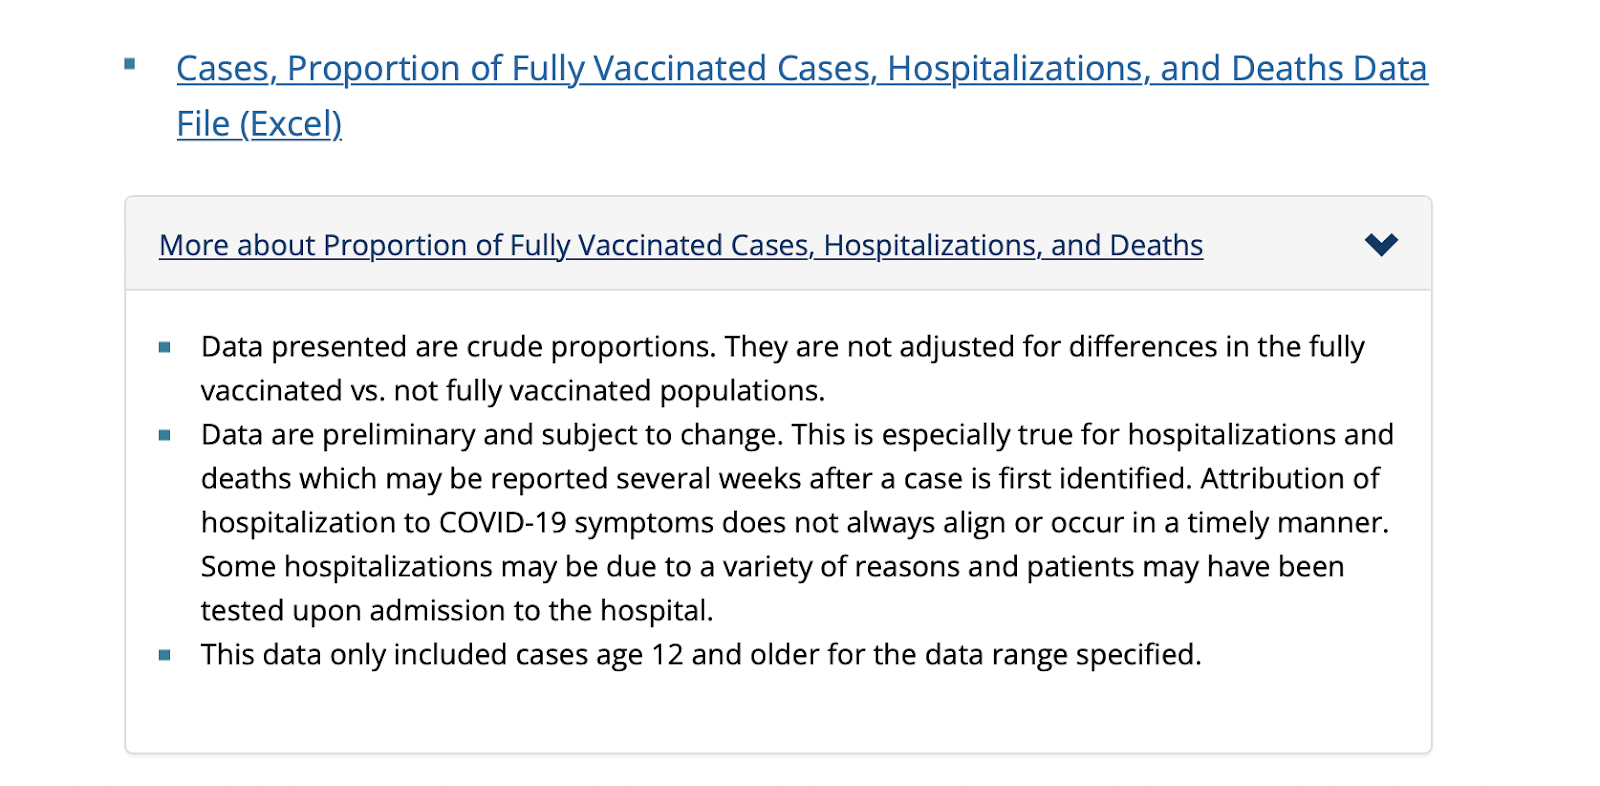 Cases, Proportion of Fully Vaccinated Cases, Hospitalizations, and Deaths Data
File (Excel)
More about Proportion of Fully Vaccinated Cases, Hospitalizations, and Deaths
Data presented are crude proportions. They are not adjusted for differences in the fully
vaccinated vs. not fully vaccinated populations.
Data are preliminary and subject to change. This is especially true for hospitalizations and
deaths which may be reported several weeks after a case is first identified. Attribution of
hospitalization to COVID-19 symptoms does not always align or occur in a timely manner.
Some hospitalizations may be due to a variety of reasons and patients may have been
tested upon admission to the hospital.
This data only included cases age 12 and older for the data range specified.